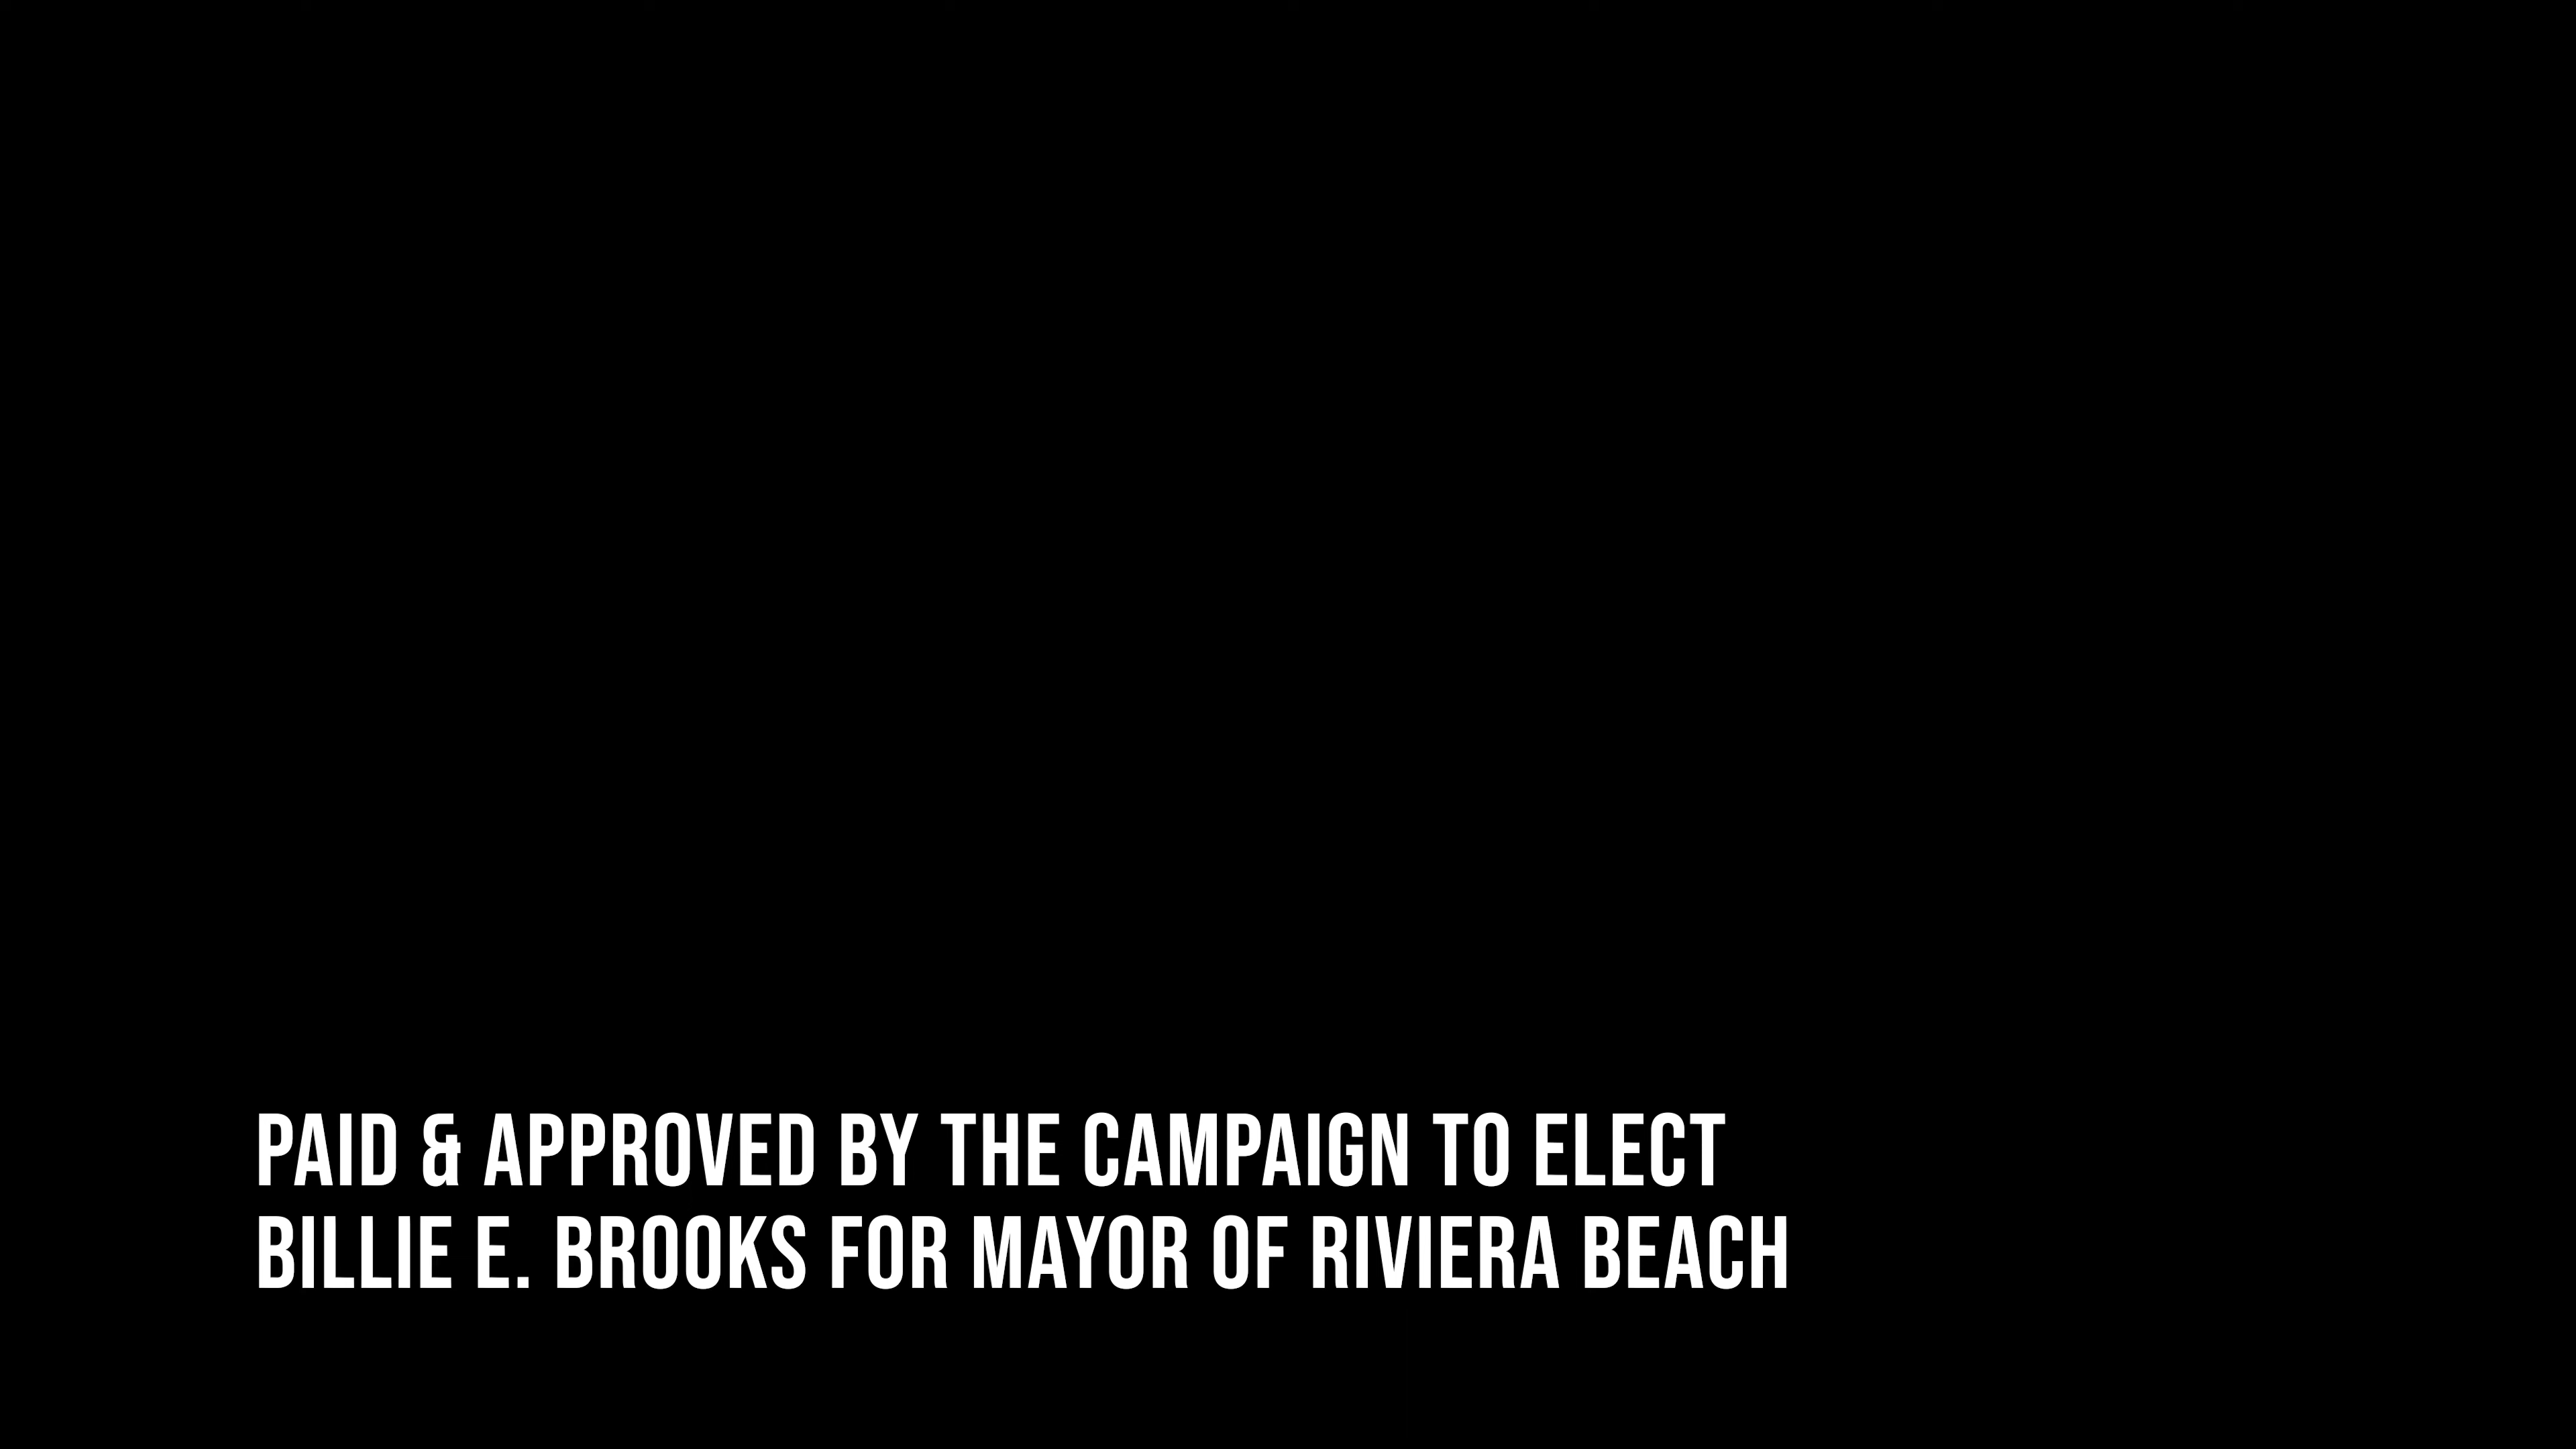 PAID & APPROVED BY THE CAMPAIGN TO ELECT
BILLIE E. BROOKS FOR MAYOR OF RIVIERA BEACH